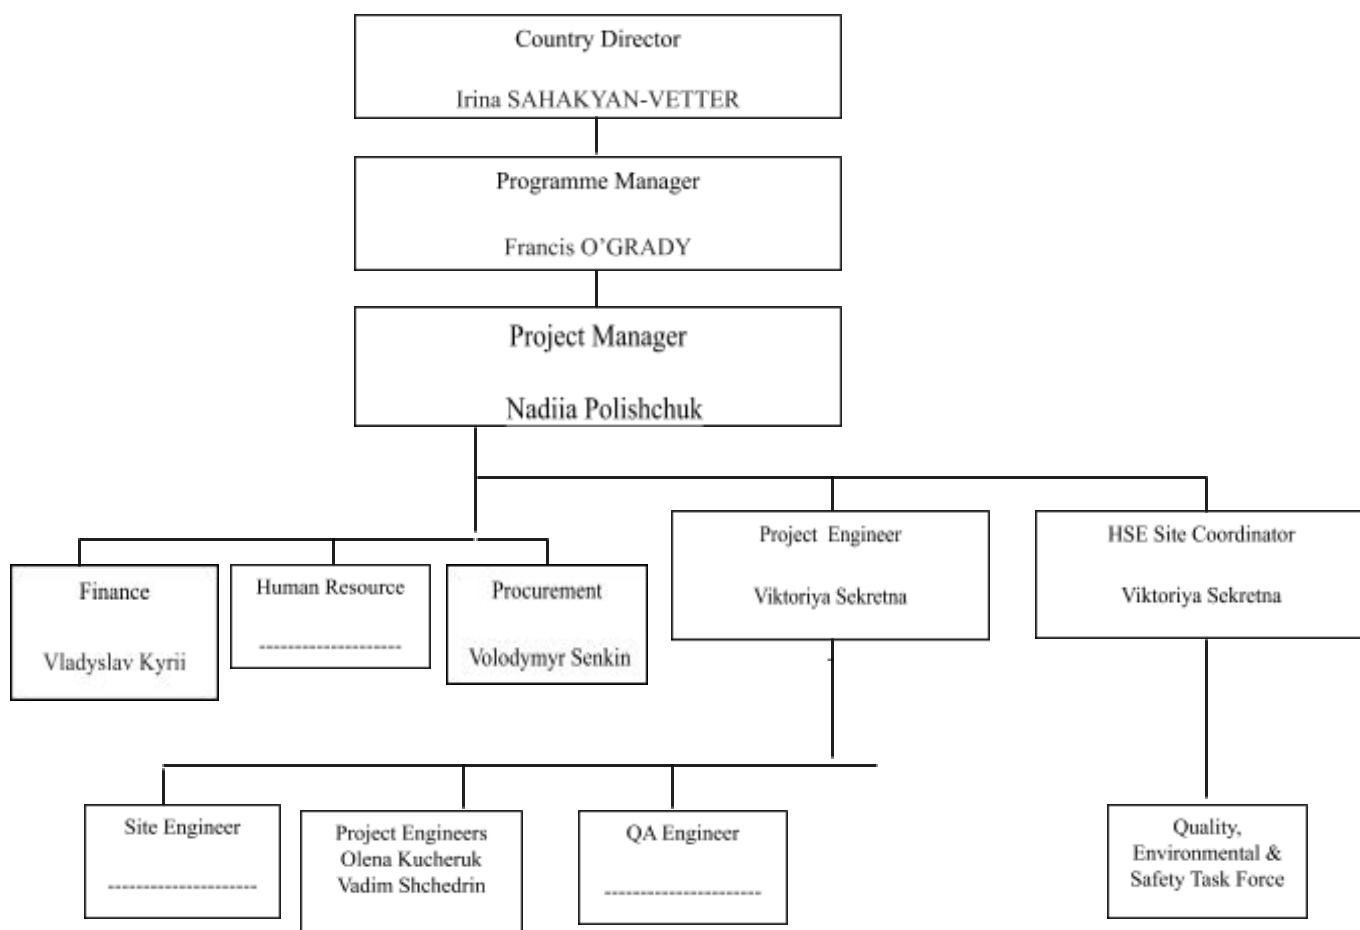 Country Director
Irina SAHAKYAN-VETTER
Programme Manager
Francis O’GRADY
Project Manager
Nadiia Polishchuk
Finance
Vladyslav Kyrii
Human Resource
--------------------
Procurement
Volodymyr Senkin
Project Engineer
Viktoriya Sekretna
HSE Site Coordinator
Viktoriya Sekretna
Site Engineer
---------------------
Project Engineers
Olena Kucheruk
Vadim Shchedrin
QA Engineer
----------------------
Quality,
Environmental &
Safety Task Force